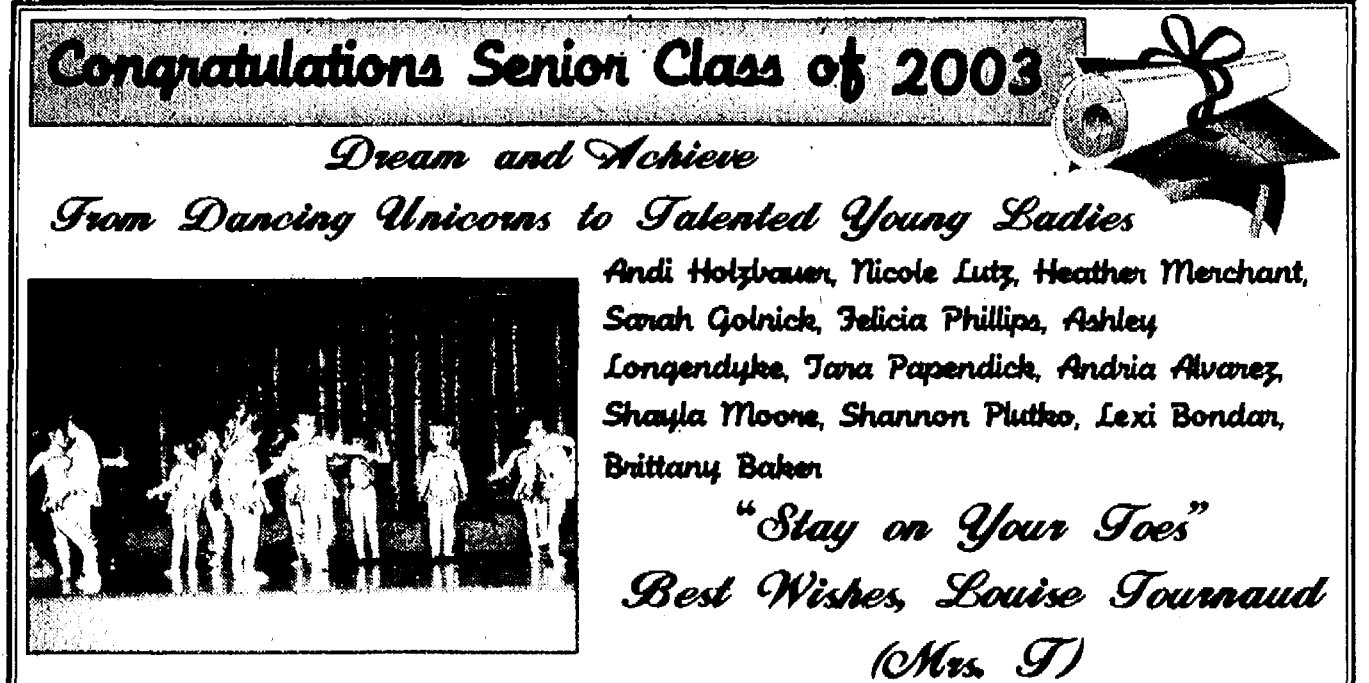 Congratulations Senior Class of 2003
Dream and Achieve
From Dancing Unicorns to Talented Young Ladies
Andi Holzbauer, Nicole Lutz, Heather Merchant,
Sarah Golnick, Felicia Phillips, Ashley
Longendyke, Tara Papendick, Andria Alvarez,
Shayla Moore, Shannon Plutko, Lexi Bondar,
Brittany Baker
"Stay on Your Toes"
Best Wishes, Louise Tournaud
(Mrs. T)